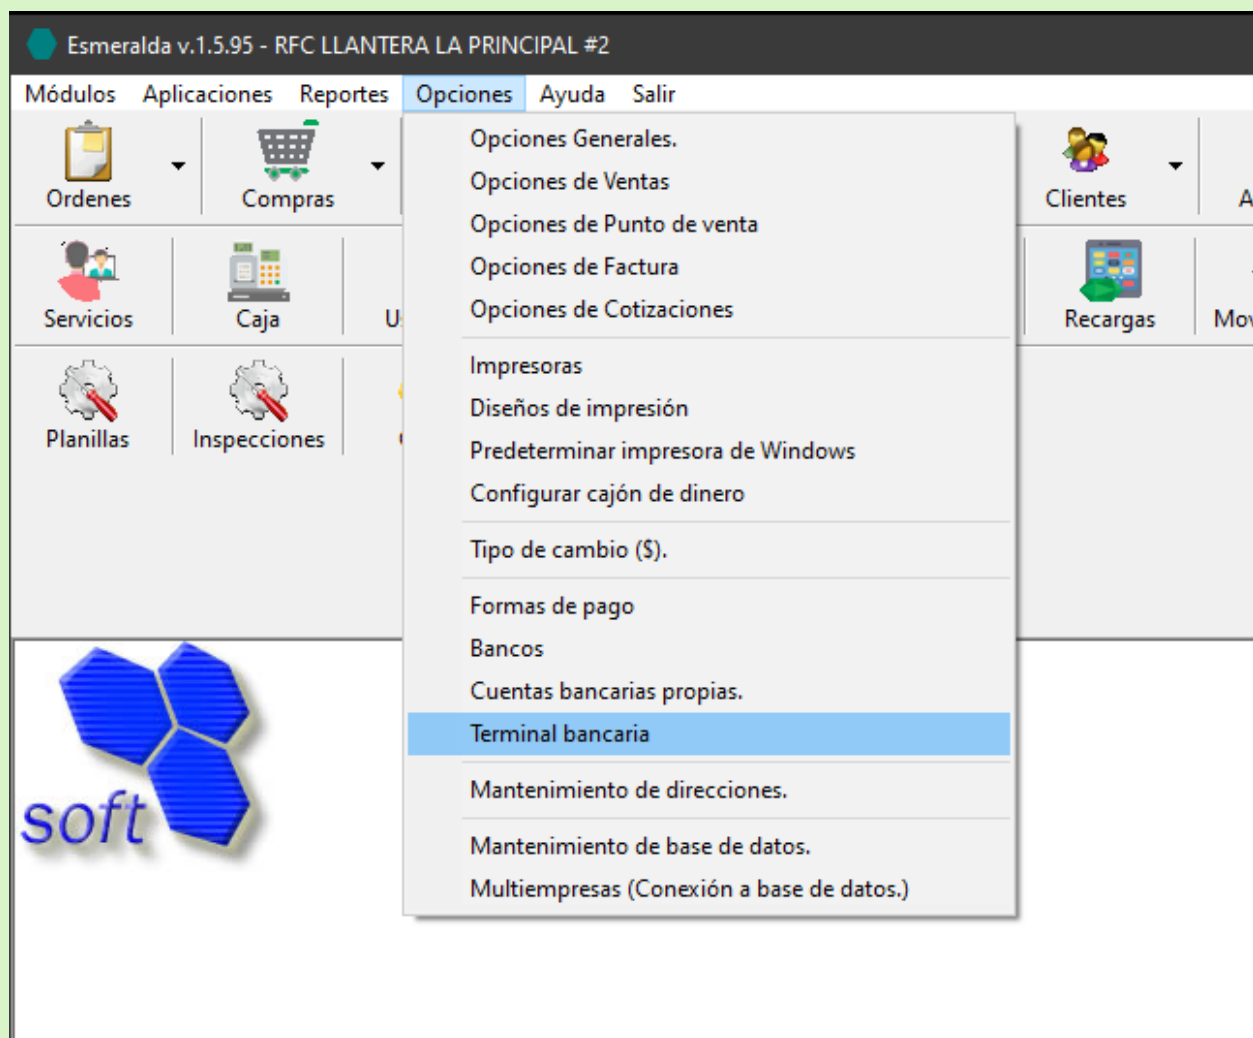 Esmeralda v.1.5.95 - RFC LLANTERA LA PRINCIPAL #2
Módulos Aplicaciones Reportes Opciones Ayuda Salir
Ordenes Compras Clientes
Servicios Caja Recargas
Planillas Inspecciones
Opciones Generales.
Opciones de Ventas
Opciones de Punto de venta
Opciones de Factura
Opciones de Cotizaciones
Impresoras
Diseños de impresión
Predeterminar impresora de Windows
Configurar cajón de dinero
Tipo de cambio ($).
Formas de pago
Bancos
Cuentas bancarias propias.
Terminal bancaria
Mantenimiento de direcciones.
Mantenimiento de base de datos.
Multiempresas (Conexión a base de datos.)
soft